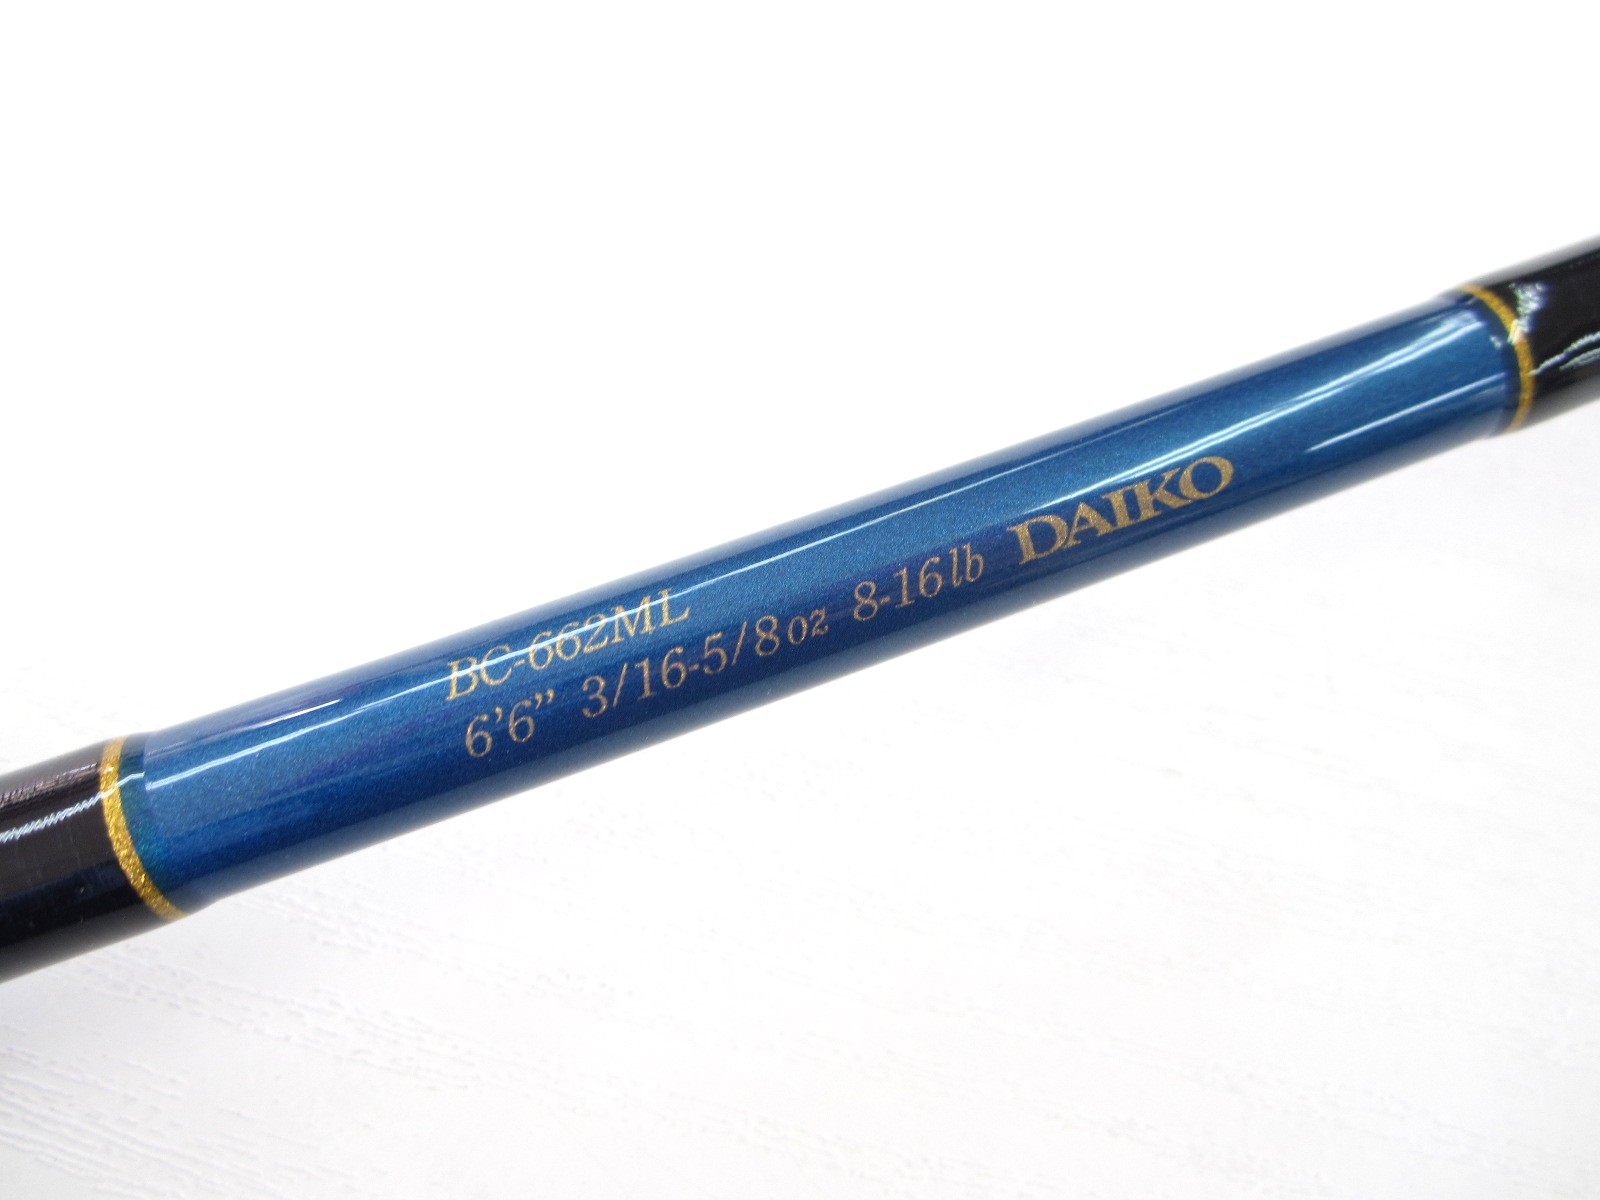 BC-662ML
6'6" 3/16-5/8oz 8-16lb DAIKO